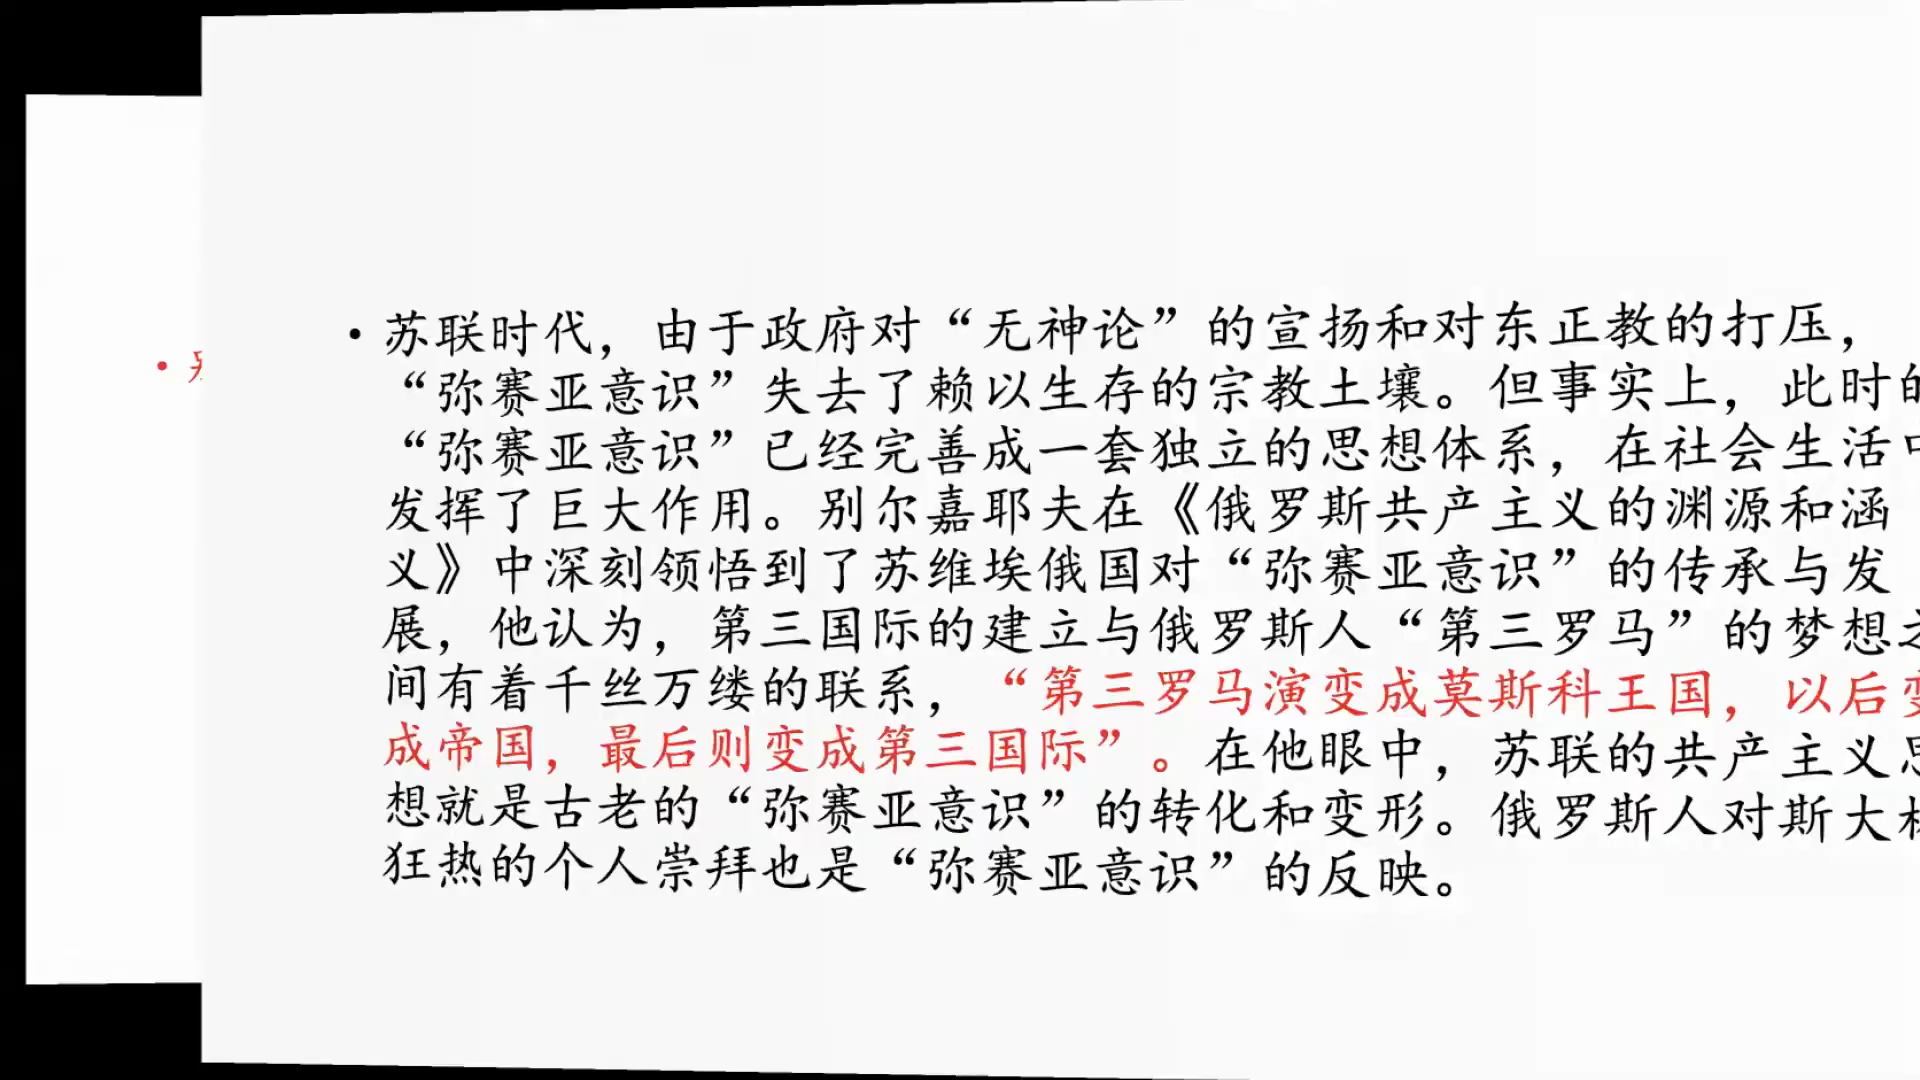 • 苏联时代，由于政府对“无神论”的宣扬和对东正教的打压，
“弥赛亚意识”失去了赖以生存的宗教土壤。但事实上，此时的
“弥赛亚意识”已经完善成一套独立的思想体系，在社会生活中
发挥了巨大作用。别尔嘉耶夫在《俄罗斯共产主义的渊源和涵
义》中深刻领悟到了苏维埃俄国对“弥赛亚意识”的传承与发
展，他认为，第三国际的建立与俄罗斯人“第三罗马”的梦想之
间有着千丝万缕的联系，“第三罗马演变成莫斯科王国，以后变
成帝国，最后则变成第三国际”。在他眼中，苏联的共产主义思
想就是古老的“弥赛亚意识”的转化和变形。俄罗斯人对斯大林
狂热的个人崇拜也是“弥赛亚意识”的反映。